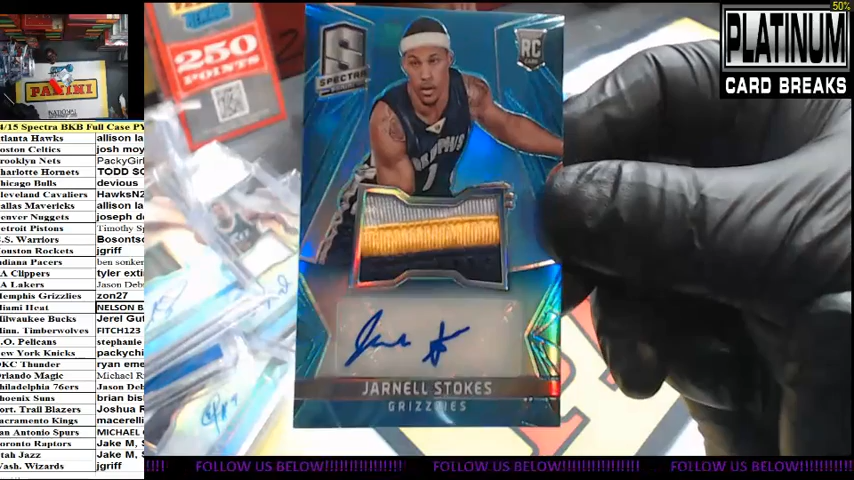 50%
PLATINUM
CARD BREAKS
250
POINTS
PANINI
SPECTRA
RC
MEMPHIS
1
JARNELL STOKES
GRIZZLIES
4/15 Spectra BKB Full Case PY
tlanta Hawks allison la
oston Celtics josh moy
rooklyn Nets PackyGirl
harlotte Hornets TODD SC
hicago Bulls devious
leveland Cavaliers HawksN2
allas Mavericks allison la
enver Nuggets joseph d
etroit Pistons Timothy S
.S. Warriors Bosontsc
ouston Rockets jgriff
ndiana Pacers ben sonker
A Clippers tyler exti
A Lakers Jason Deb
emphis Grizzlies zon27
iami Heat NELSON B
ilwaukee Bucks Jerel Gut
inn. Timberwolves FITCH123
.O. Pelicans stephanie
ew York Knicks packychi
KC Thunder ryan eme
rlando Magic Michael R
hiladelphia 76ers Jason Deb
hoenix Suns brian bis
ort. Trail Blazers Joshua R
acramento Kings macerelli
an Antonio Spurs MICHAEL
oronto Raptors Jake M, S
tah Jazz Jake M, S
ash. Wizards jgriff
!!!! FOLLOW US BELOW!!!!!!!!!!!!!!!!!! FOLLOW US BELOW!!!!!!!!!!!!!!!!!! FOLLOW US BELOW!!!!!!!!!!